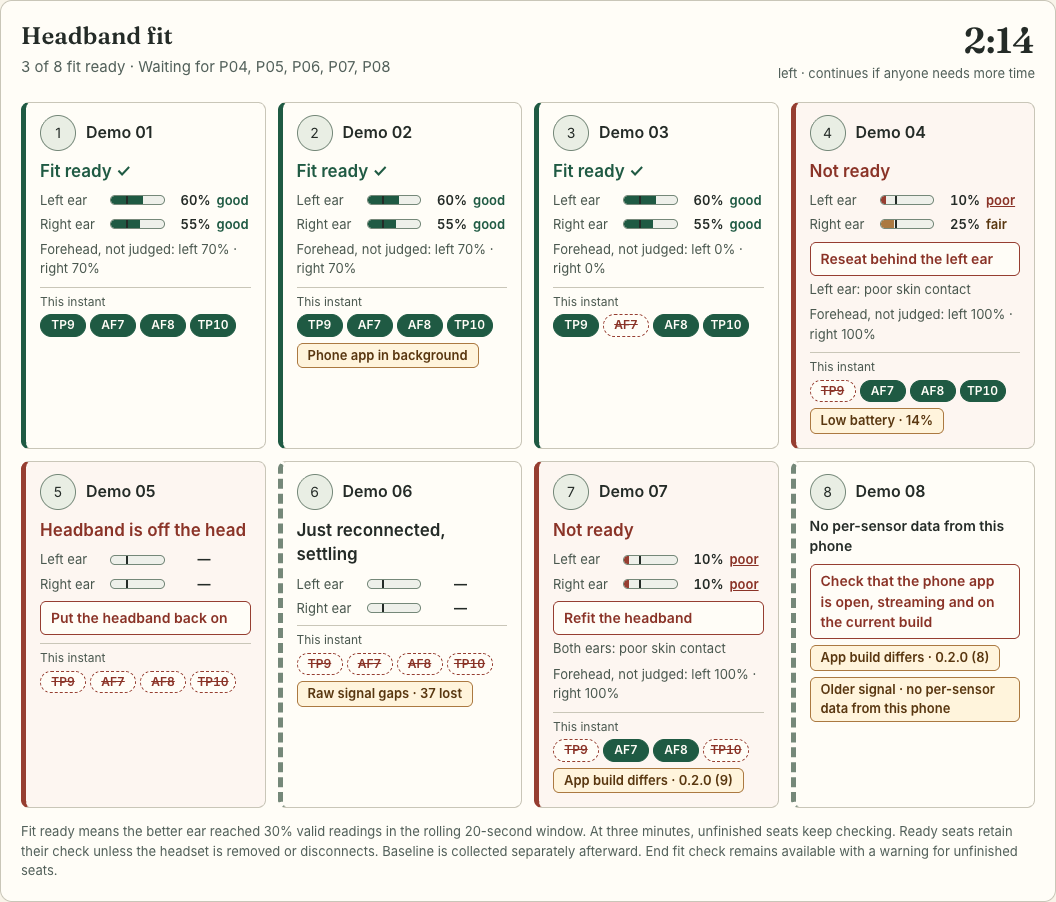 Headband fit
3 of 8 fit ready · Waiting for P04, P05, P06, P07, P08
2:14
left · continues if anyone needs more time
1 Demo 01
Fit ready ✓
Left ear 60% good
Right ear 55% good
Forehead, not judged: left 70% ·
right 70%
This instant
TP9 AF7 AF8 TP10
2 Demo 02
Fit ready ✓
Left ear 60% good
Right ear 55% good
Forehead, not judged: left 70% ·
right 70%
This instant
TP9 AF7 AF8 TP10
Phone app in background
3 Demo 03
Fit ready ✓
Left ear 60% good
Right ear 55% good
Forehead, not judged: left 0% ·
right 0%
This instant
TP9 AF7 AF8 TP10
4 Demo 04
Not ready
Left ear 10% poor
Right ear 25% fair
Reseat behind the left ear
Left ear: poor skin contact
Forehead, not judged: left 100% ·
right 100%
This instant
TP9 AF7 AF8 TP10
Low battery · 14%
5 Demo 05
Headband is off the head
Left ear —
Right ear —
Put the headband back on
This instant
TP9 AF7 AF8 TP10
6 Demo 06
Just reconnected,
settling
Left ear —
Right ear —
This instant
TP9 AF7 AF8 TP10
Raw signal gaps · 37 lost
7 Demo 07
Not ready
Left ear 10% poor
Right ear 10% poor
Refit the headband
Both ears: poor skin contact
Forehead, not judged: left 100% ·
right 100%
This instant
TP9 AF7 AF8 TP10
App build differs · 0.2.0 (9)
8 Demo 08
No per-sensor data from this
phone
Check that the phone app
is open, streaming and on
the current build
App build differs · 0.2.0 (8)
Older signal · no per-sensor
data from this phone
Fit ready means the better ear reached 30% valid readings in the rolling 20-second window. At three minutes, unfinished seats keep checking. Ready seats retain
their check unless the headset is removed or disconnects. Baseline is collected separately afterward. End fit check remains available with a warning for unfinished
seats.